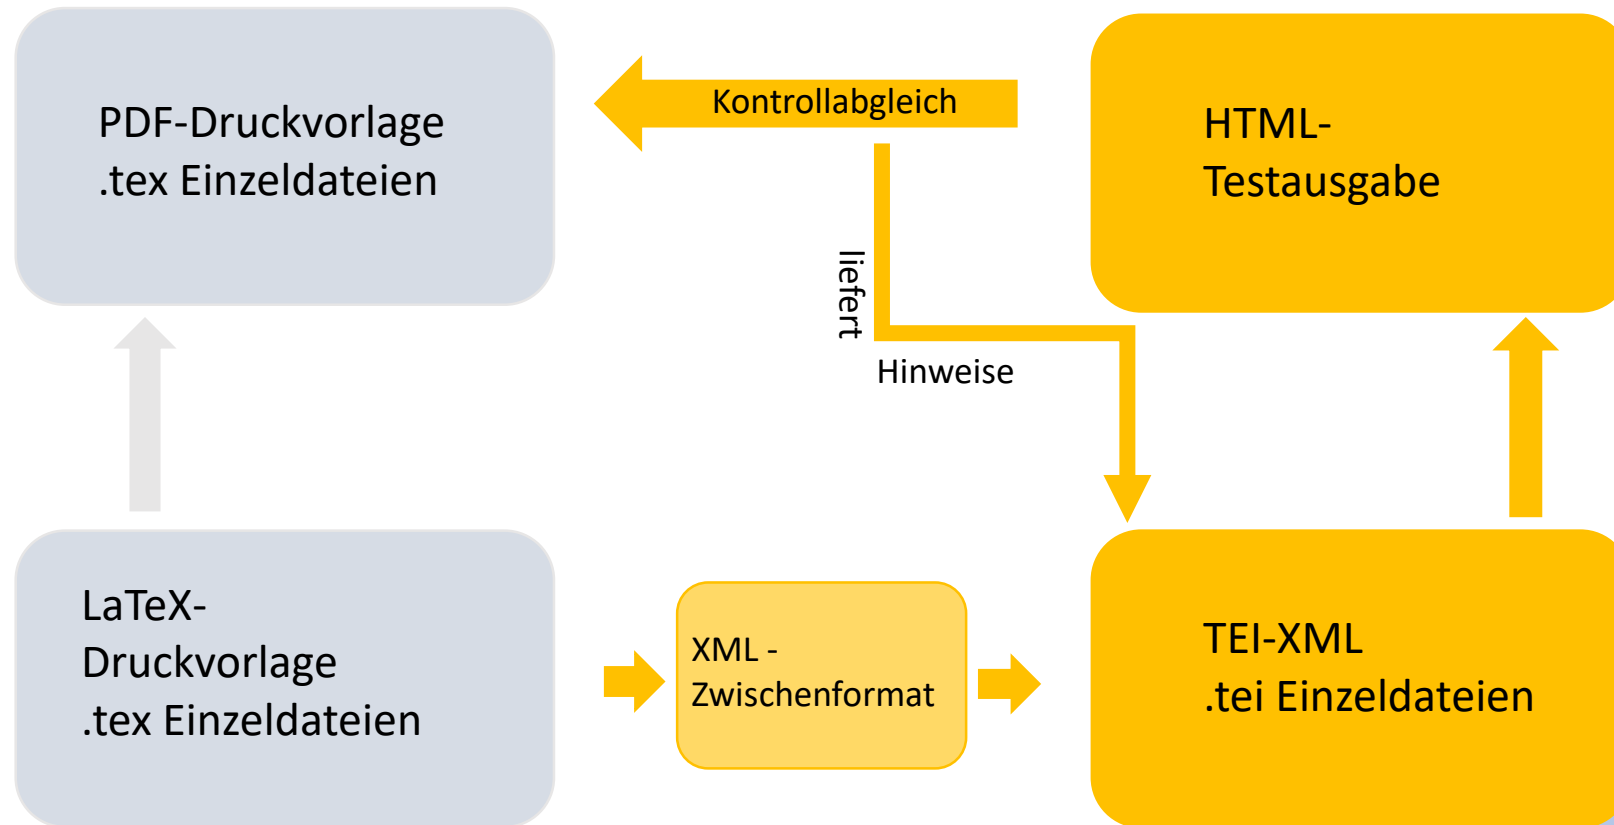 PDF-Druckvorlage
.tex Einzeldateien
Kontrollabgleich
HTML-
Testausgabe
liefert
Hinweise
LaTeX-
Druckvorlage
.tex Einzeldateien
XML -
Zwischenformat
TEI-XML
.tei Einzeldateien